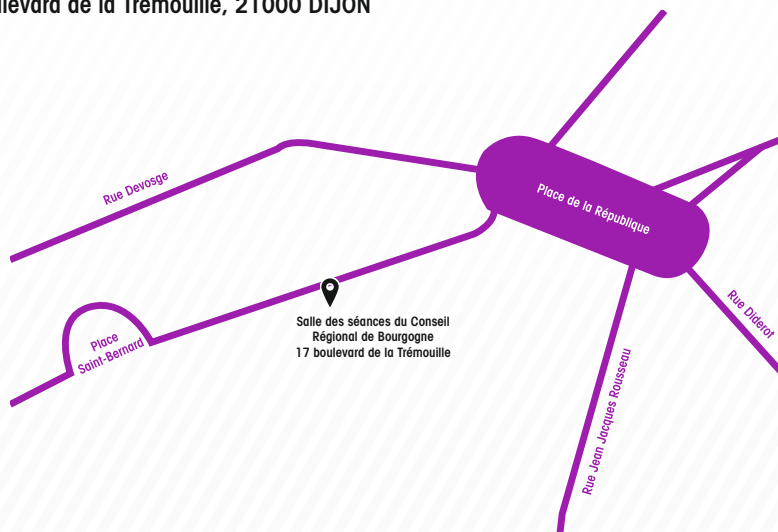 levard de la Trémouille, 21000 DIJON
Rue Devosge
Place de la République
Rue Diderot
Salle des séances du Conseil
Régional de Bourgogne
17 boulevard de la Trémouille
Place
Saint-Bernard
Rue Jean Jacques Rousseau